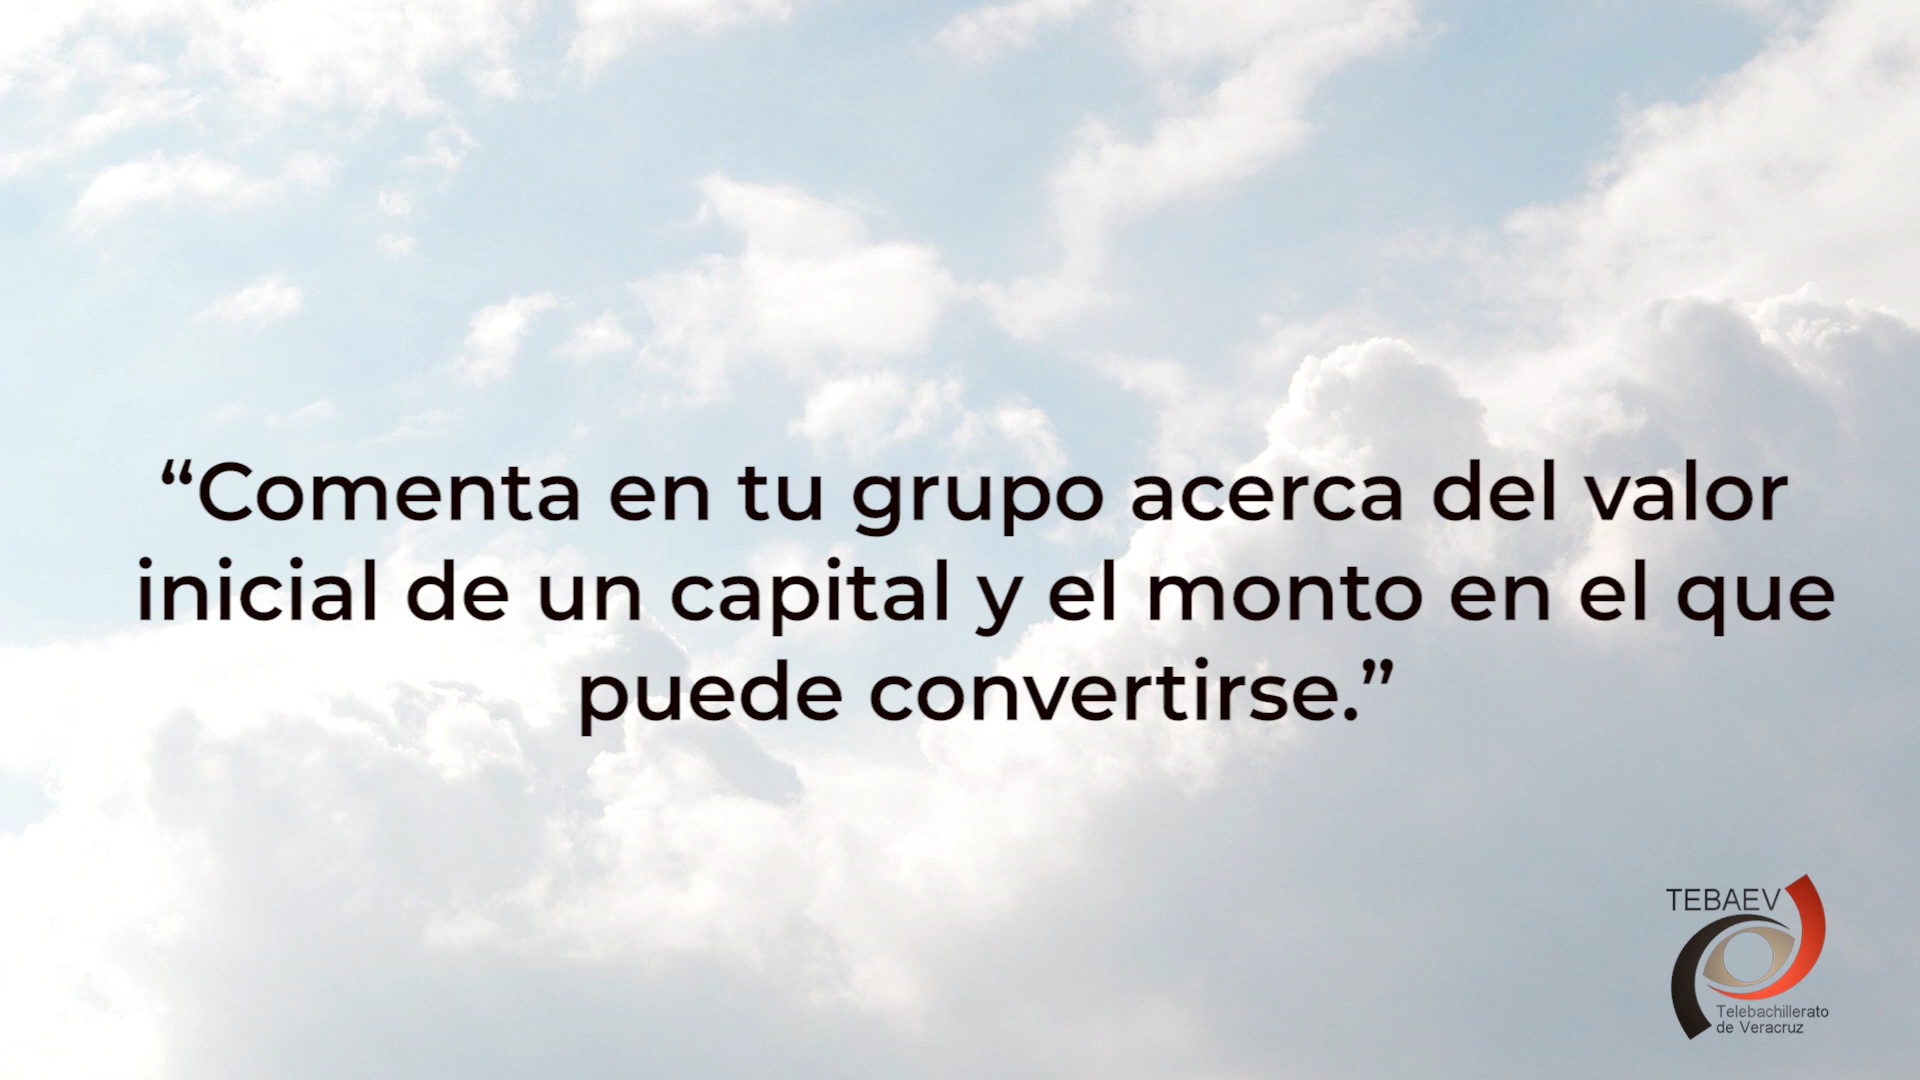 “Comenta en tu grupo acerca del valor
inicial de un capital y el monto en el que
puede convertirse.”
TEBAEV
Telebachillerato
de Veracruz